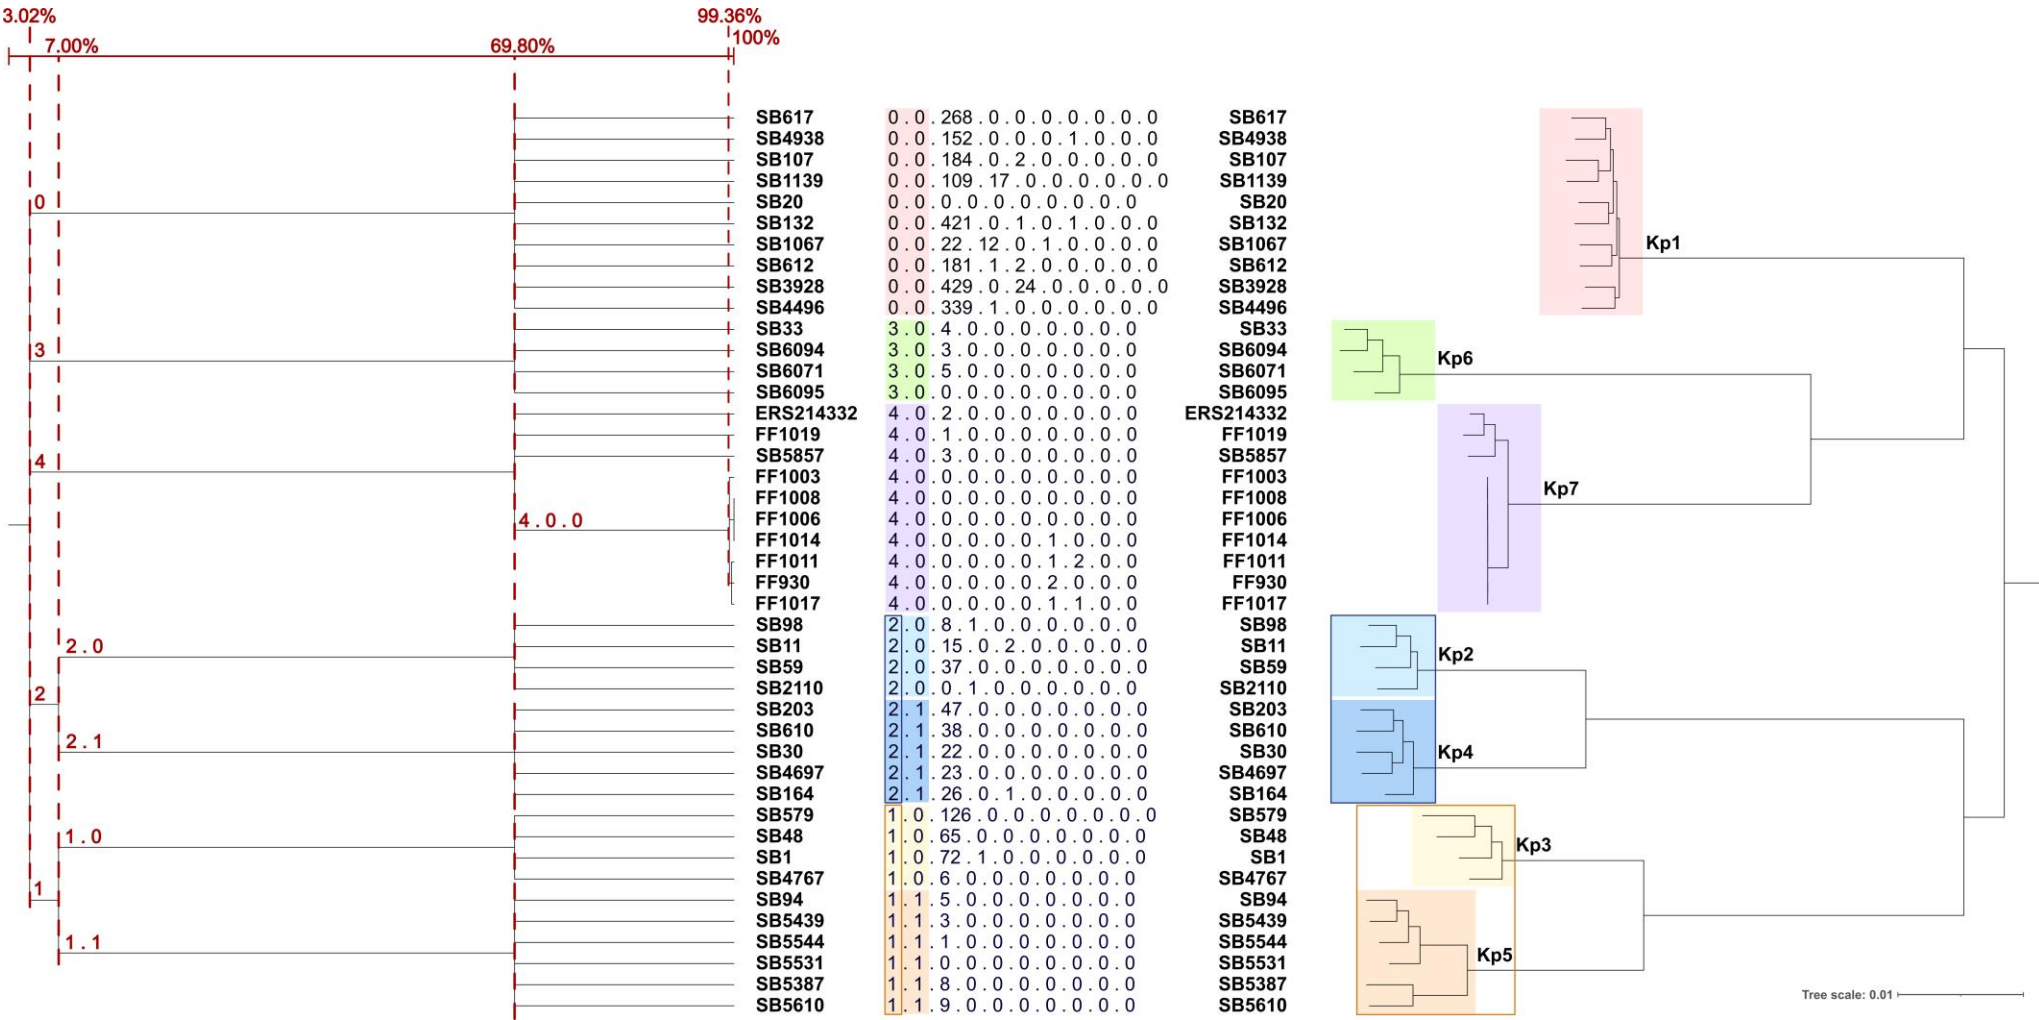 3.02% 99.36%
7.00% 69.80% 100%
SB617 0.0.268.0.0.0.0.0.0.0 SB617
SB4938 0.0.152.0.0.0.1.0.0.0 SB4938
SB107 0.0.184.0.2.0.0.0.0.0 SB107
SB1139 0.0.109.17.0.0.0.0.0.0 SB1139
0 SB20 0.0.0.0.0.0.0.0.0.0 SB20
SB132 0.0.421.0.1.0.1.0.0.0 SB132
SB1067 0.0.22.12.0.1.0.0.0.0 SB1067 Kp1
SB612 0.0.181.1.2.0.0.0.0.0 SB612
SB3928 0.0.429.0.24.0.0.0.0.0 SB3928
SB4496 0.0.339.1.0.0.0.0.0.0 SB4496
SB33 3.0.4.0.0.0.0.0.0.0 SB33
3 SB6094 3.0.3.0.0.0.0.0.0.0 SB6094 Kp6
SB6071 3.0.5.0.0.0.0.0.0.0 SB6071
SB6095 3.0.0.0.0.0.0.0.0.0 SB6095
ERS214332 4.0.2.0.0.0.0.0.0.0 ERS214332
FF1019 4.0.1.0.0.0.0.0.0.0 FF1019
4 SB5857 4.0.3.0.0.0.0.0.0.0 SB5857
FF1003 4.0.0.0.0.0.0.0.0.0 FF1003 Kp7
FF1008 4.0.0.0.0.0.0.0.0.0 FF1008
4.0.0 FF1006 4.0.0.0.0.0.0.0.0.0 FF1006
FF1014 4.0.0.0.0.0.1.0.0.0 FF1014
FF1011 4.0.0.0.0.0.1.2.0.0 FF1011
FF930 4.0.0.0.0.0.2.0.0.0 FF930
FF1017 4.0.0.0.0.0.1.1.0.0 FF1017
SB98 2.0.8.1.0.0.0.0.0.0 SB98
2.0 SB11 2.0.15.0.2.0.0.0.0.0 SB11 Kp2
SB59 2.0.37.0.0.0.0.0.0.0 SB59
2 SB2110 2.0.0.1.0.0.0.0.0.0 SB2110
SB203 2.1.47.0.0.0.0.0.0.0 SB203
2.1 SB610 2.1.38.0.0.0.0.0.0.0 SB610
SB30 2.1.22.0.0.0.0.0.0.0 SB30 Kp4
SB4697 2.1.23.0.0.0.0.0.0.0 SB4697
SB164 2.1.26.0.1.0.0.0.0.0 SB164
SB579 1.0.126.0.0.0.0.0.0.0 SB579
1.0 SB48 1.0.65.0.0.0.0.0.0.0 SB48 Kp3
SB1 1.0.72.1.0.0.0.0.0.0 SB1
1 SB4767 1.0.6.0.0.0.0.0.0.0 SB4767
SB94 1.1.5.0.0.0.0.0.0.0 SB94
SB5439 1.1.3.0.0.0.0.0.0.0 SB5439
1.1 SB5544 1.1.1.0.0.0.0.0.0.0 SB5544 Kp5
SB5531 1.1.0.0.0.0.0.0.0.0 SB5531
SB5387 1.1.8.0.0.0.0.0.0.0 SB5387
SB5610 1.1.9.0.0.0.0.0.0.0 SB5610
Tree scale: 0.01